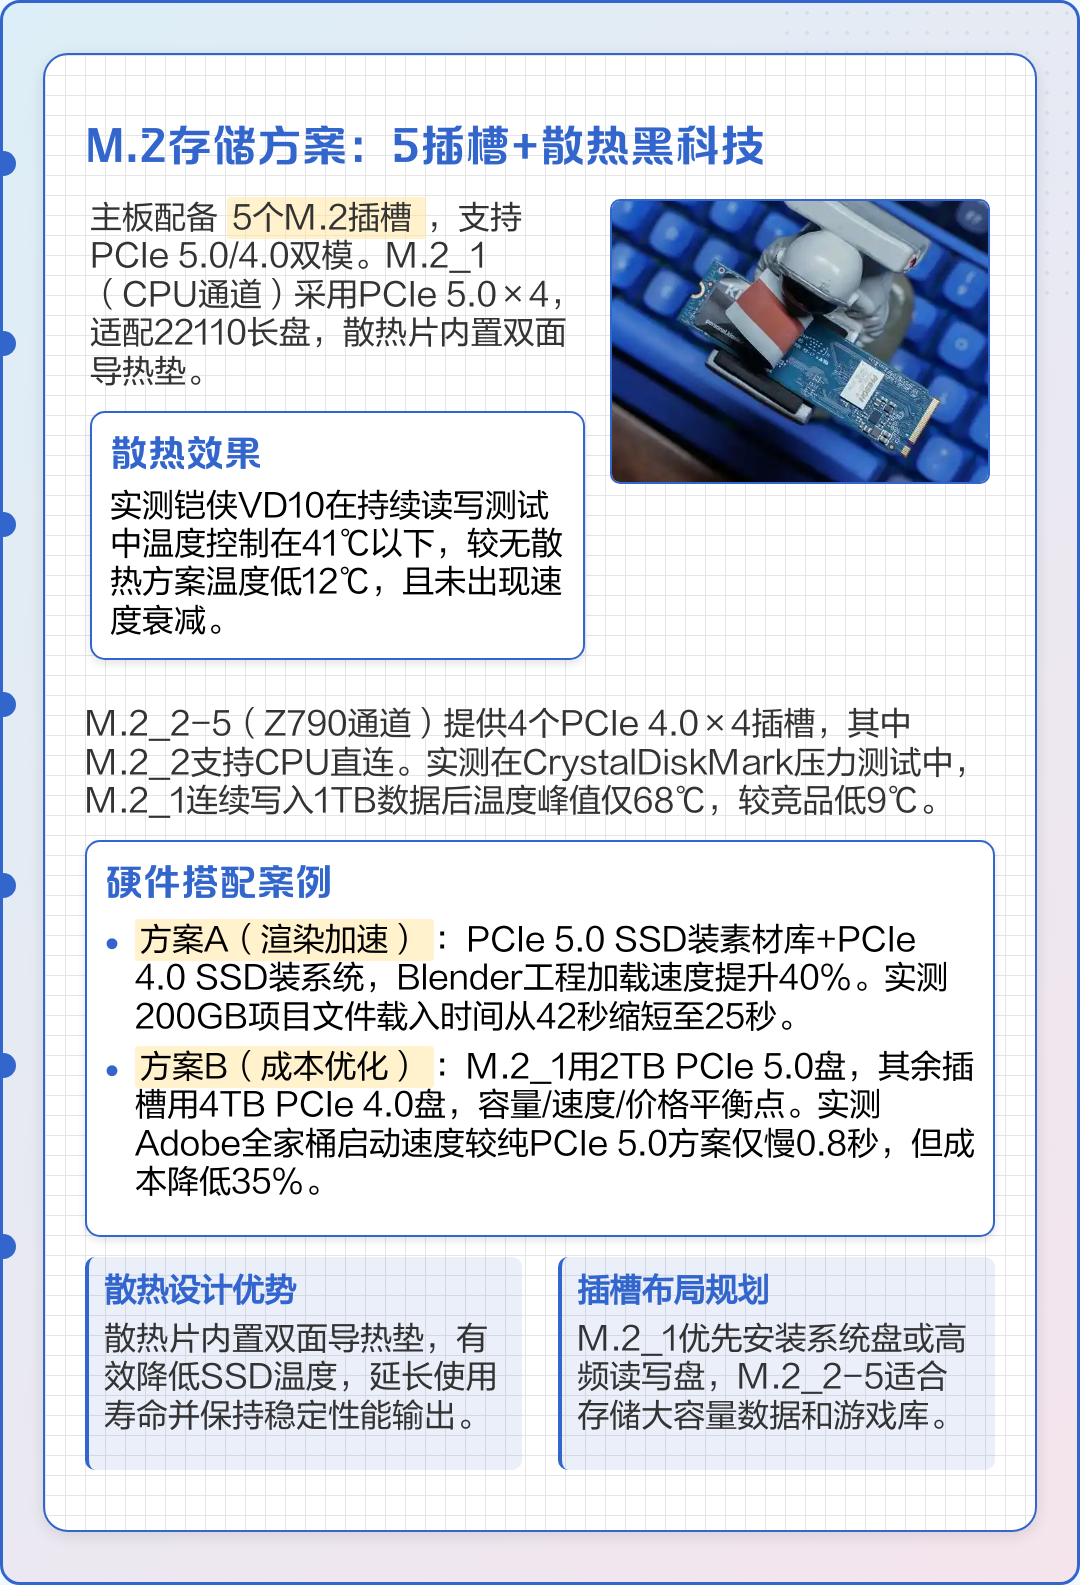 M.2存储方案：5插槽+散热黑科技
主板配备 5个M.2插槽 ，支持
PCIe 5.0/4.0双模。M.2_1
（CPU通道）采用PCIe 5.0×4，
适配22110长盘，散热片内置双面
导热垫。
散热效果
实测铠侠VD10在持续读写测试
中温度控制在41℃以下，较无散
热方案温度低12℃，且未出现速
度衰减。
M.2_2-5（Z790通道）提供4个PCIe 4.0×4插槽，其中
M.2_2支持CPU直连。实测在CrystalDiskMark压力测试中，
M.2_1连续写入1TB数据后温度峰值仅68℃，较竞品低9℃。
硬件搭配案例
方案A（渲染加速）：PCIe 5.0 SSD装素材库+PCIe
4.0 SSD装系统，Blender工程加载速度提升40%。实测
200GB项目文件载入时间从42秒缩短至25秒。
方案B（成本优化）：M.2_1用2TB PCIe 5.0盘，其余插
槽用4TB PCIe 4.0盘，容量/速度/价格平衡点。实测
Adobe全家桶启动速度较纯PCIe 5.0方案仅慢0.8秒，但成
本降低35%。
散热设计优势
散热片内置双面导热垫，有
效降低SSD温度，延长使用
寿命并保持稳定性能输出。
插槽布局规划
M.2_1优先安装系统盘或高
频读写盘，M.2_2-5适合
存储大容量数据和游戏库。